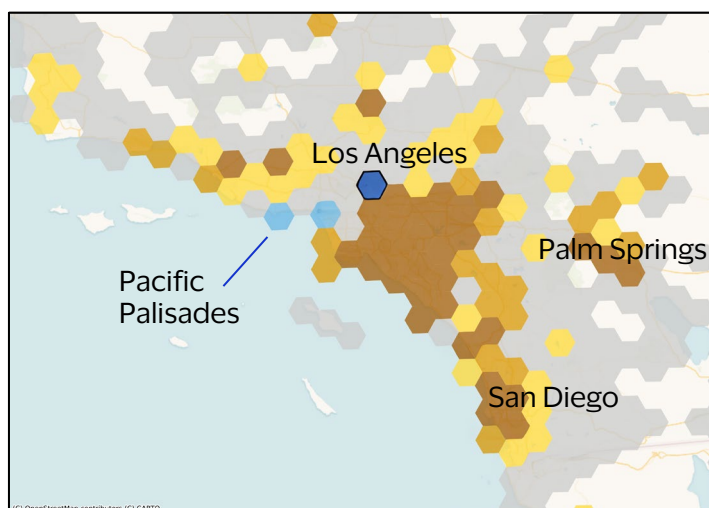 Los Angeles
Palm Springs
Pacific
Palisades
San Diego
(C) OpenStreetMap contributors (C) CARTO